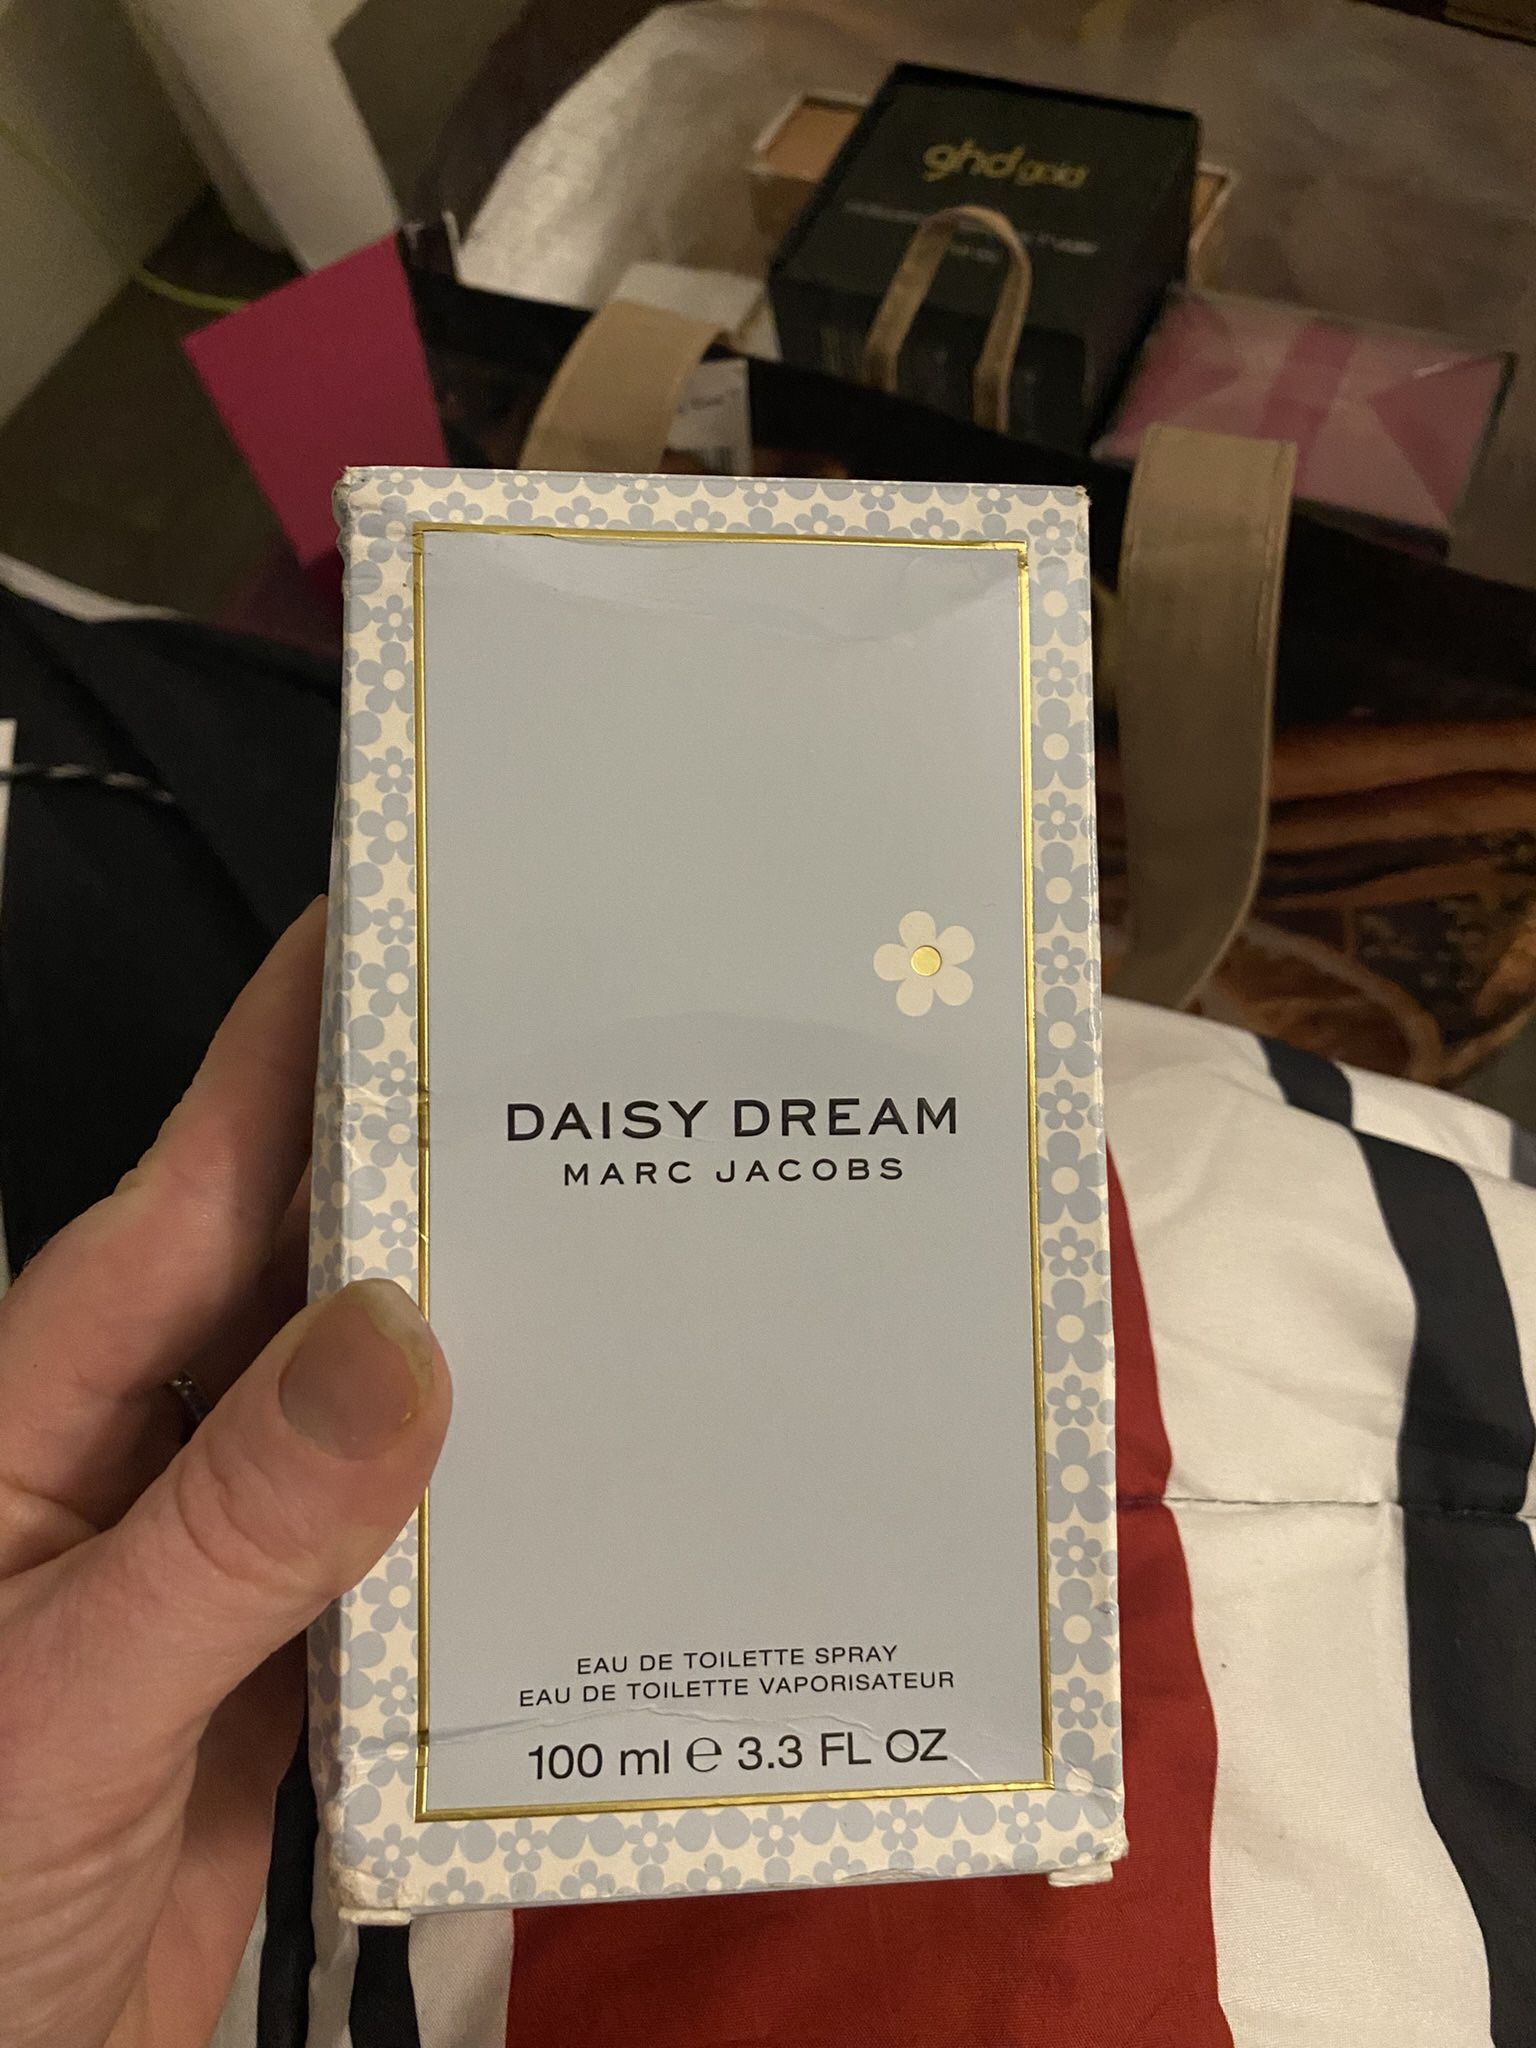 ghd gold
DAISY DREAM
MARC JACOBS
EAU DE TOILETTE SPRAY
EAU DE TOILETTE VAPORISATEUR
100 ml ℮ 3.3 FL OZ